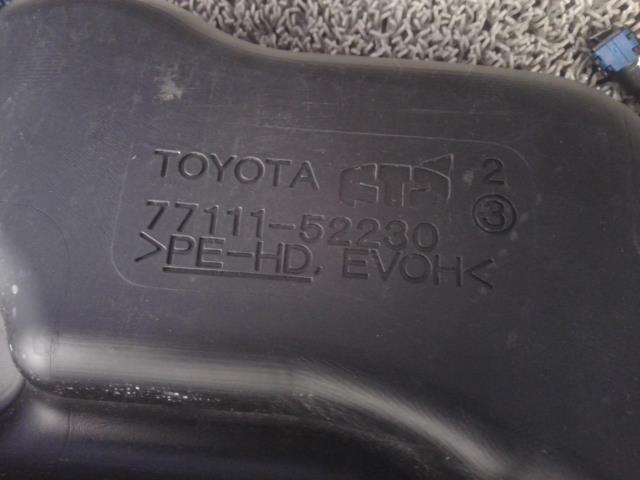 TOYOTA 2
77111-52230 ③
>PE-HD, EVOH<